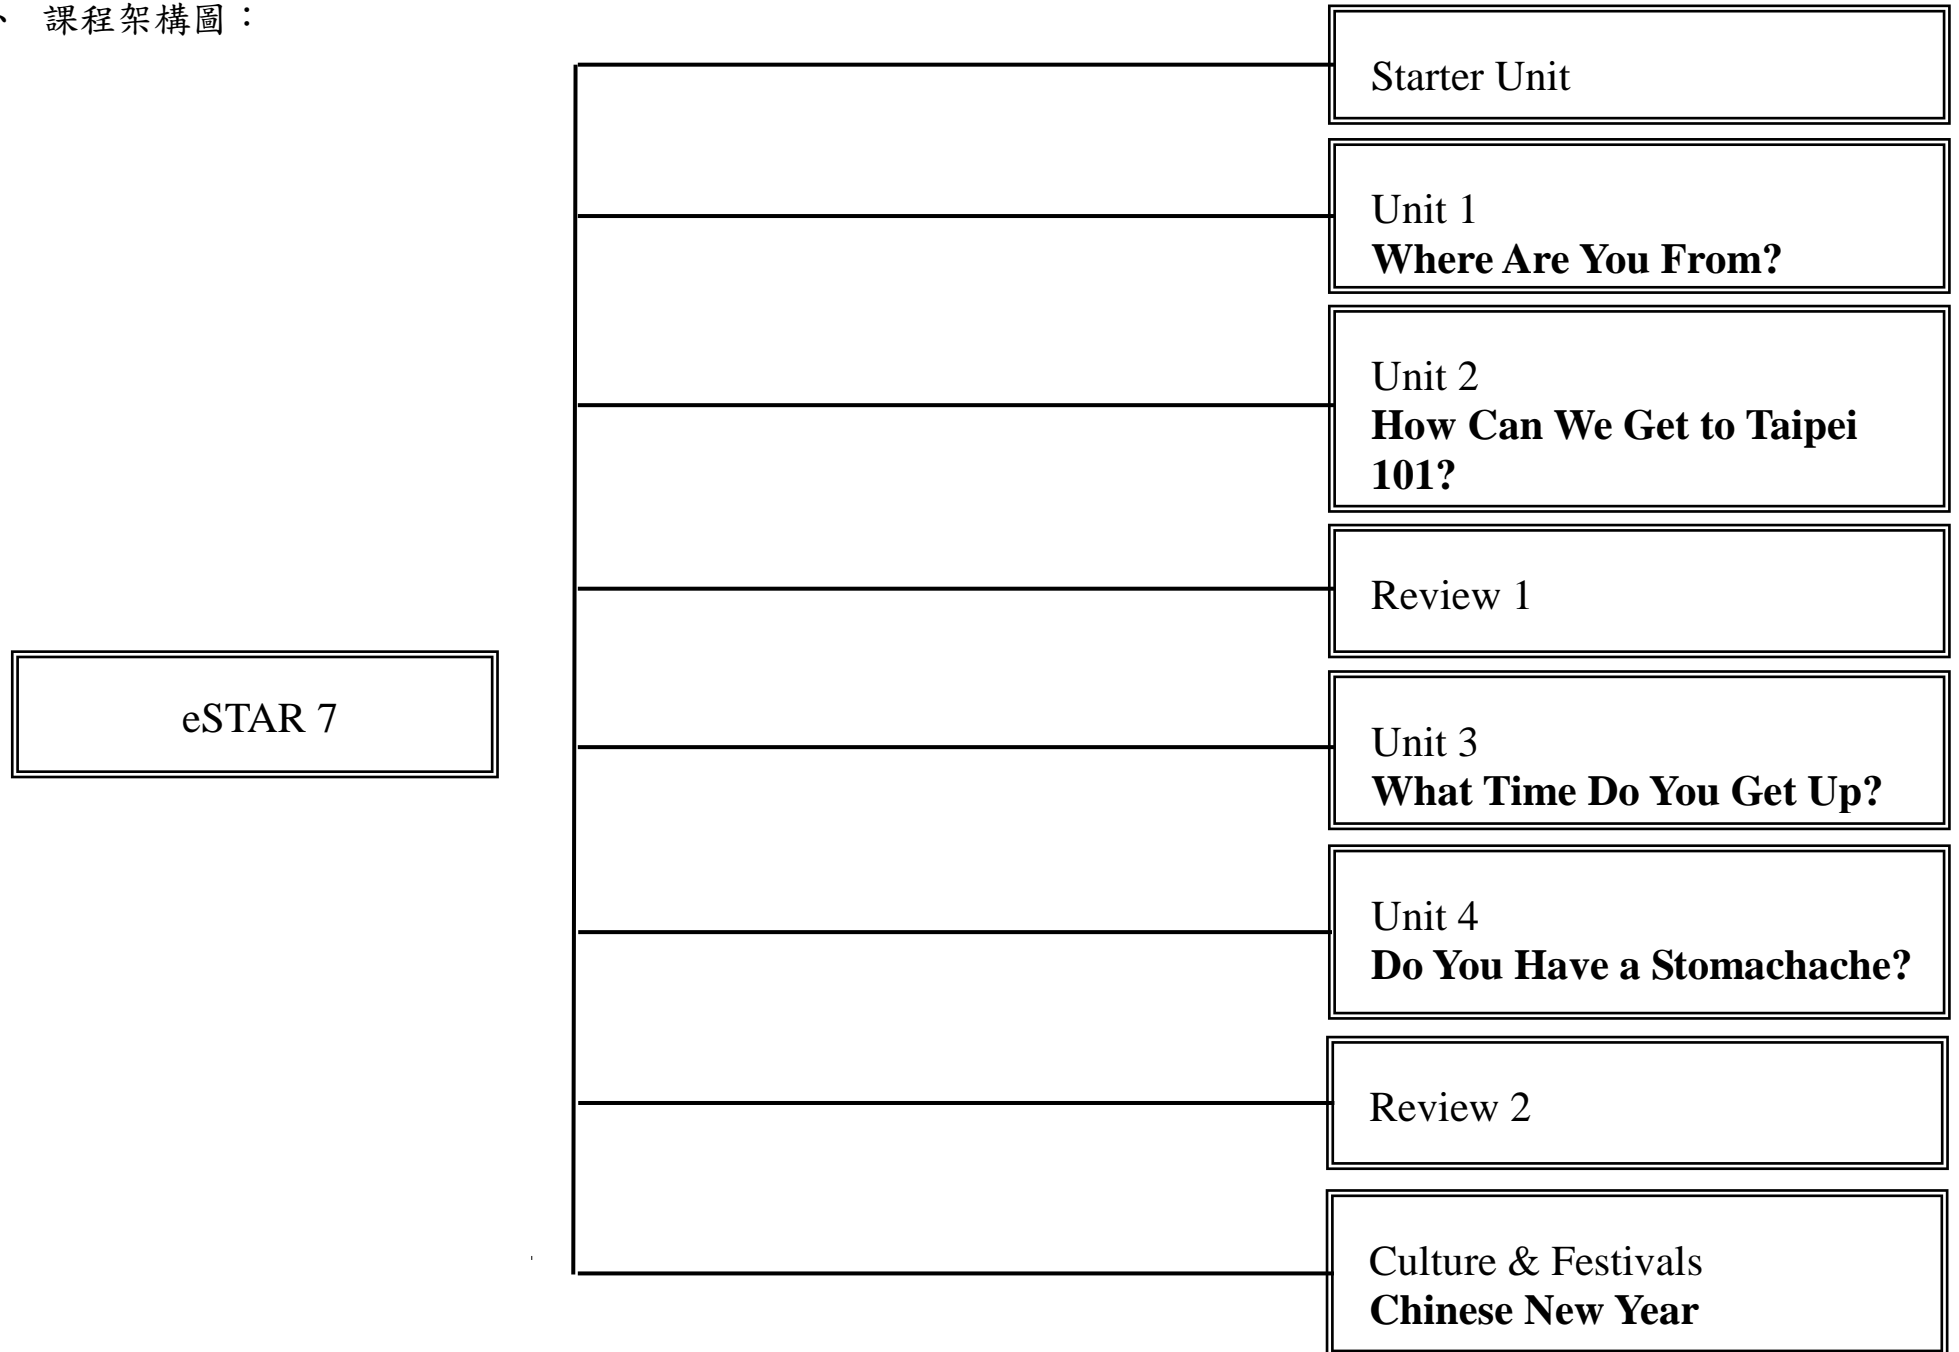 、 課程架構圖：
Starter Unit
Unit 1
Where Are You From?
Unit 2
How Can We Get to Taipei
101?
Review 1
eSTAR 7
Unit 3
What Time Do You Get Up?
Unit 4
Do You Have a Stomachache?
Review 2
Culture & Festivals
Chinese New Year